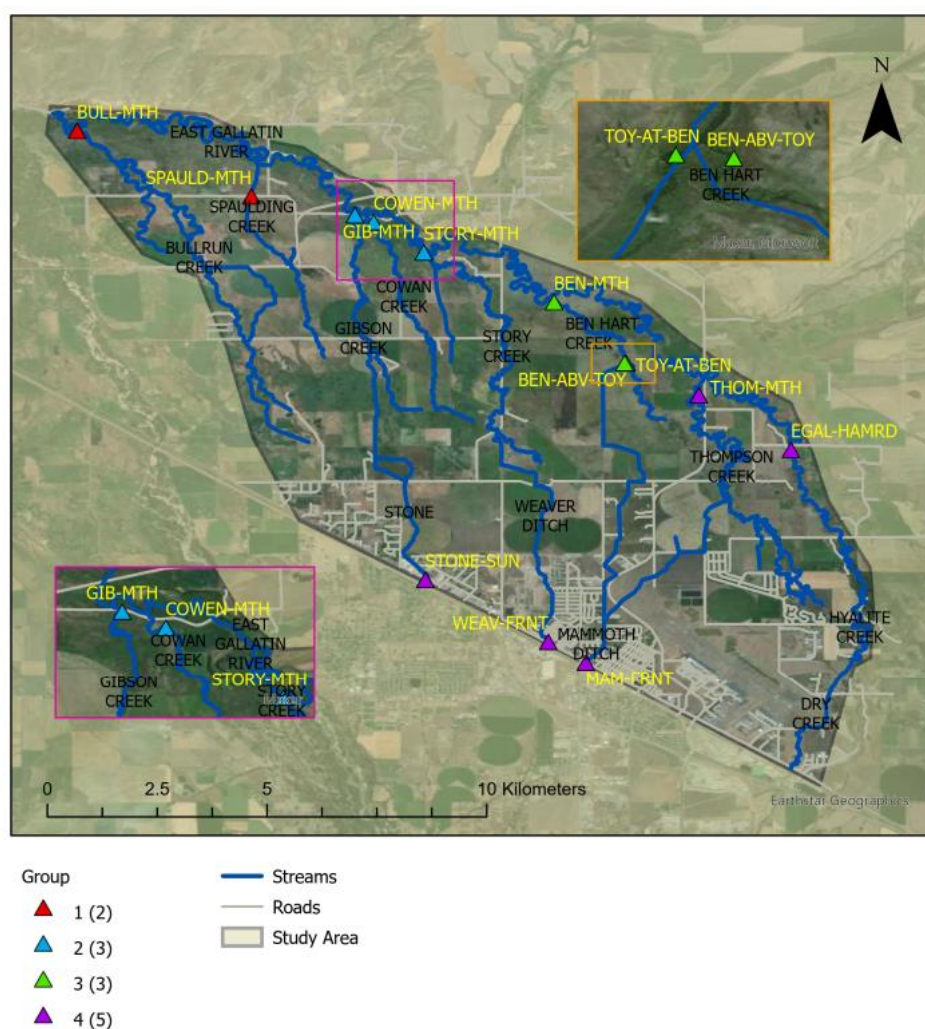 N
BULL-MTH
EAST GALLATIN
RIVER
SPAULD-MTH
SPAULDING
CREEK
BULLRUN
CREEK
COWEN-MTH
GIB-MTH
STORY-MTH
COWAN
CREEK
GIBSON
CREEK
STORY
CREEK
BEN-MTH
BEN HART
CREEK
BEN-ABV-TOY
TOY-AT-BEN
THOM-MTH
EGAL-HAMRD
THOMPSON
CREEK
STONE
WEAVER
DITCH
STONE-SUN
WEAV-FRNT
MAMMOTH
DITCH
MAM-FRNT
HYALITE
CREEK
DRY
CREEK
TOY-AT-BEN
BEN-ABV-TOY
BEN HART
CREEK
GIB-MTH
COWEN-MTH
COWAN
CREEK
EAST
GALLATIN
RIVER
GIBSON
CREEK
STORY-MTH
STORY
CREEK
0 2.5 5 10 Kilometers
Earthstar Geographics
Group
1 (2)
2 (3)
3 (3)
4 (5)
Streams
Roads
Study Area